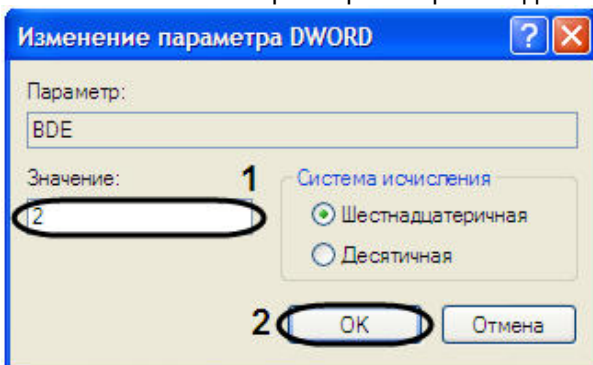 Изменение параметра DWORD
Параметр:
BDE
Значение:
1
Система исчисления
2
Шестнадцатеричная
Десятичная
2
OK
Отмена